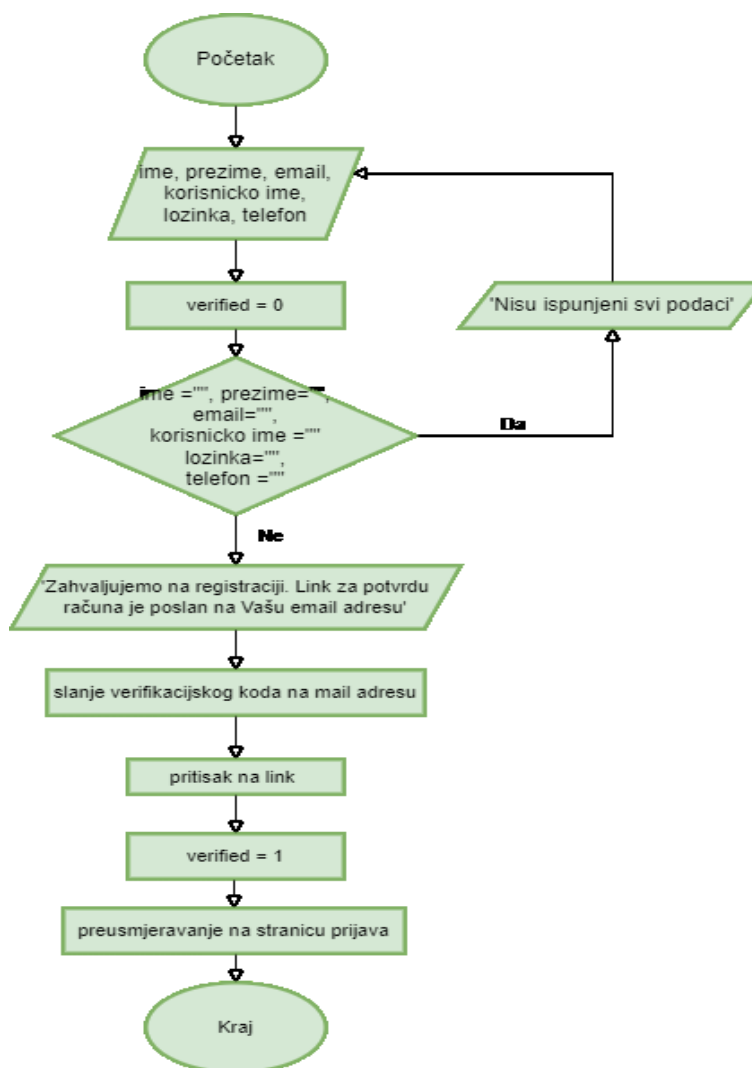 Početak
ime, prezime, email,
korisnicko ime,
lozinka, telefon
verified = 0
'Nisu ispunjeni svi podaci'
ime ="", prezime="",
email="",
korisnicko ime =""
lozinka="",
telefon =""
Da
Ne
'Zahvaljujemo na registraciji. Link za potvrdu
računa je poslan na Vašu email adresu'
slanje verifikacijskog koda na mail adresu
pritisak na link
verified = 1
preusmjeravanje na stranicu prijava
Kraj